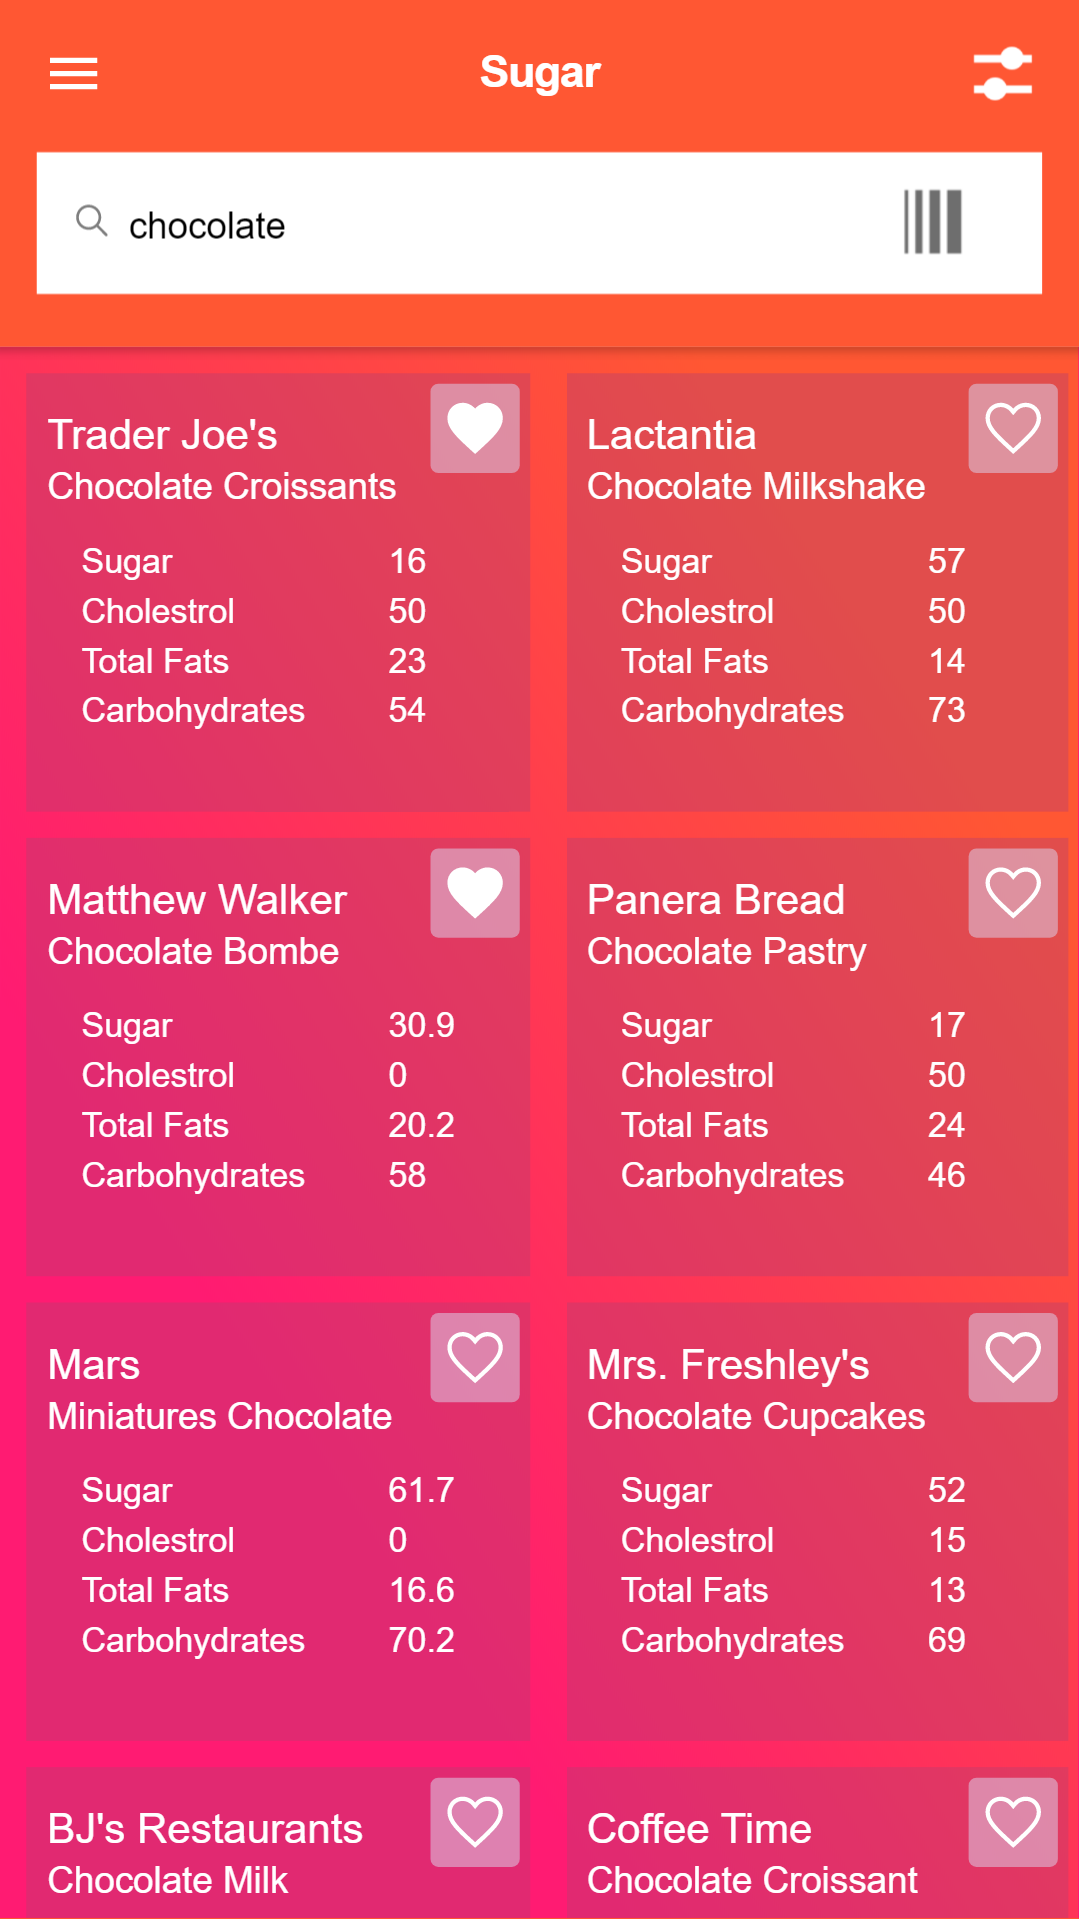 Sugar
chocolate
Trader Joe's
Chocolate Croissants
Sugar 16
Cholestrol 50
Total Fats 23
Carbohydrates 54
Lactantia
Chocolate Milkshake
Sugar 57
Cholestrol 50
Total Fats 14
Carbohydrates 73
Matthew Walker
Chocolate Bombe
Sugar 30.9
Cholestrol 0
Total Fats 20.2
Carbohydrates 58
Panera Bread
Chocolate Pastry
Sugar 17
Cholestrol 50
Total Fats 24
Carbohydrates 46
Mars
Miniatures Chocolate
Sugar 61.7
Cholestrol 0
Total Fats 16.6
Carbohydrates 70.2
Mrs. Freshley's
Chocolate Cupcakes
Sugar 52
Cholestrol 15
Total Fats 13
Carbohydrates 69
BJ's Restaurants
Chocolate Milk
Coffee Time
Chocolate Croissant